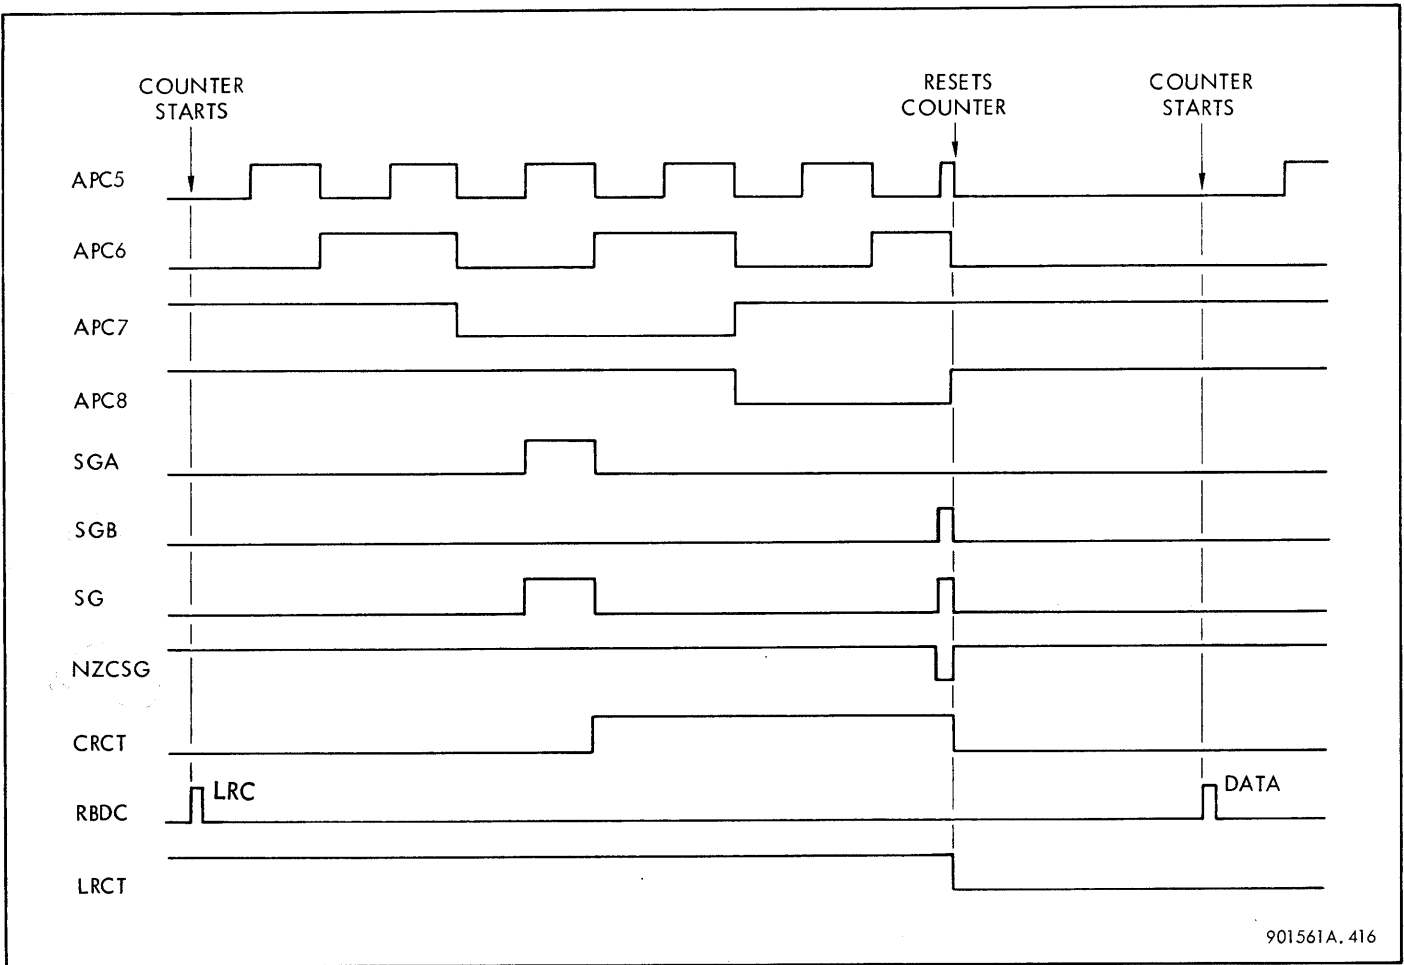 COUNTER
STARTS
RESETS
COUNTER
COUNTER
STARTS
APC5
APC6
APC7
APC8
SGA
SGB
SG
NZCSG
CRCT
RBDC
LRC
DATA
LRCT
901561A.416